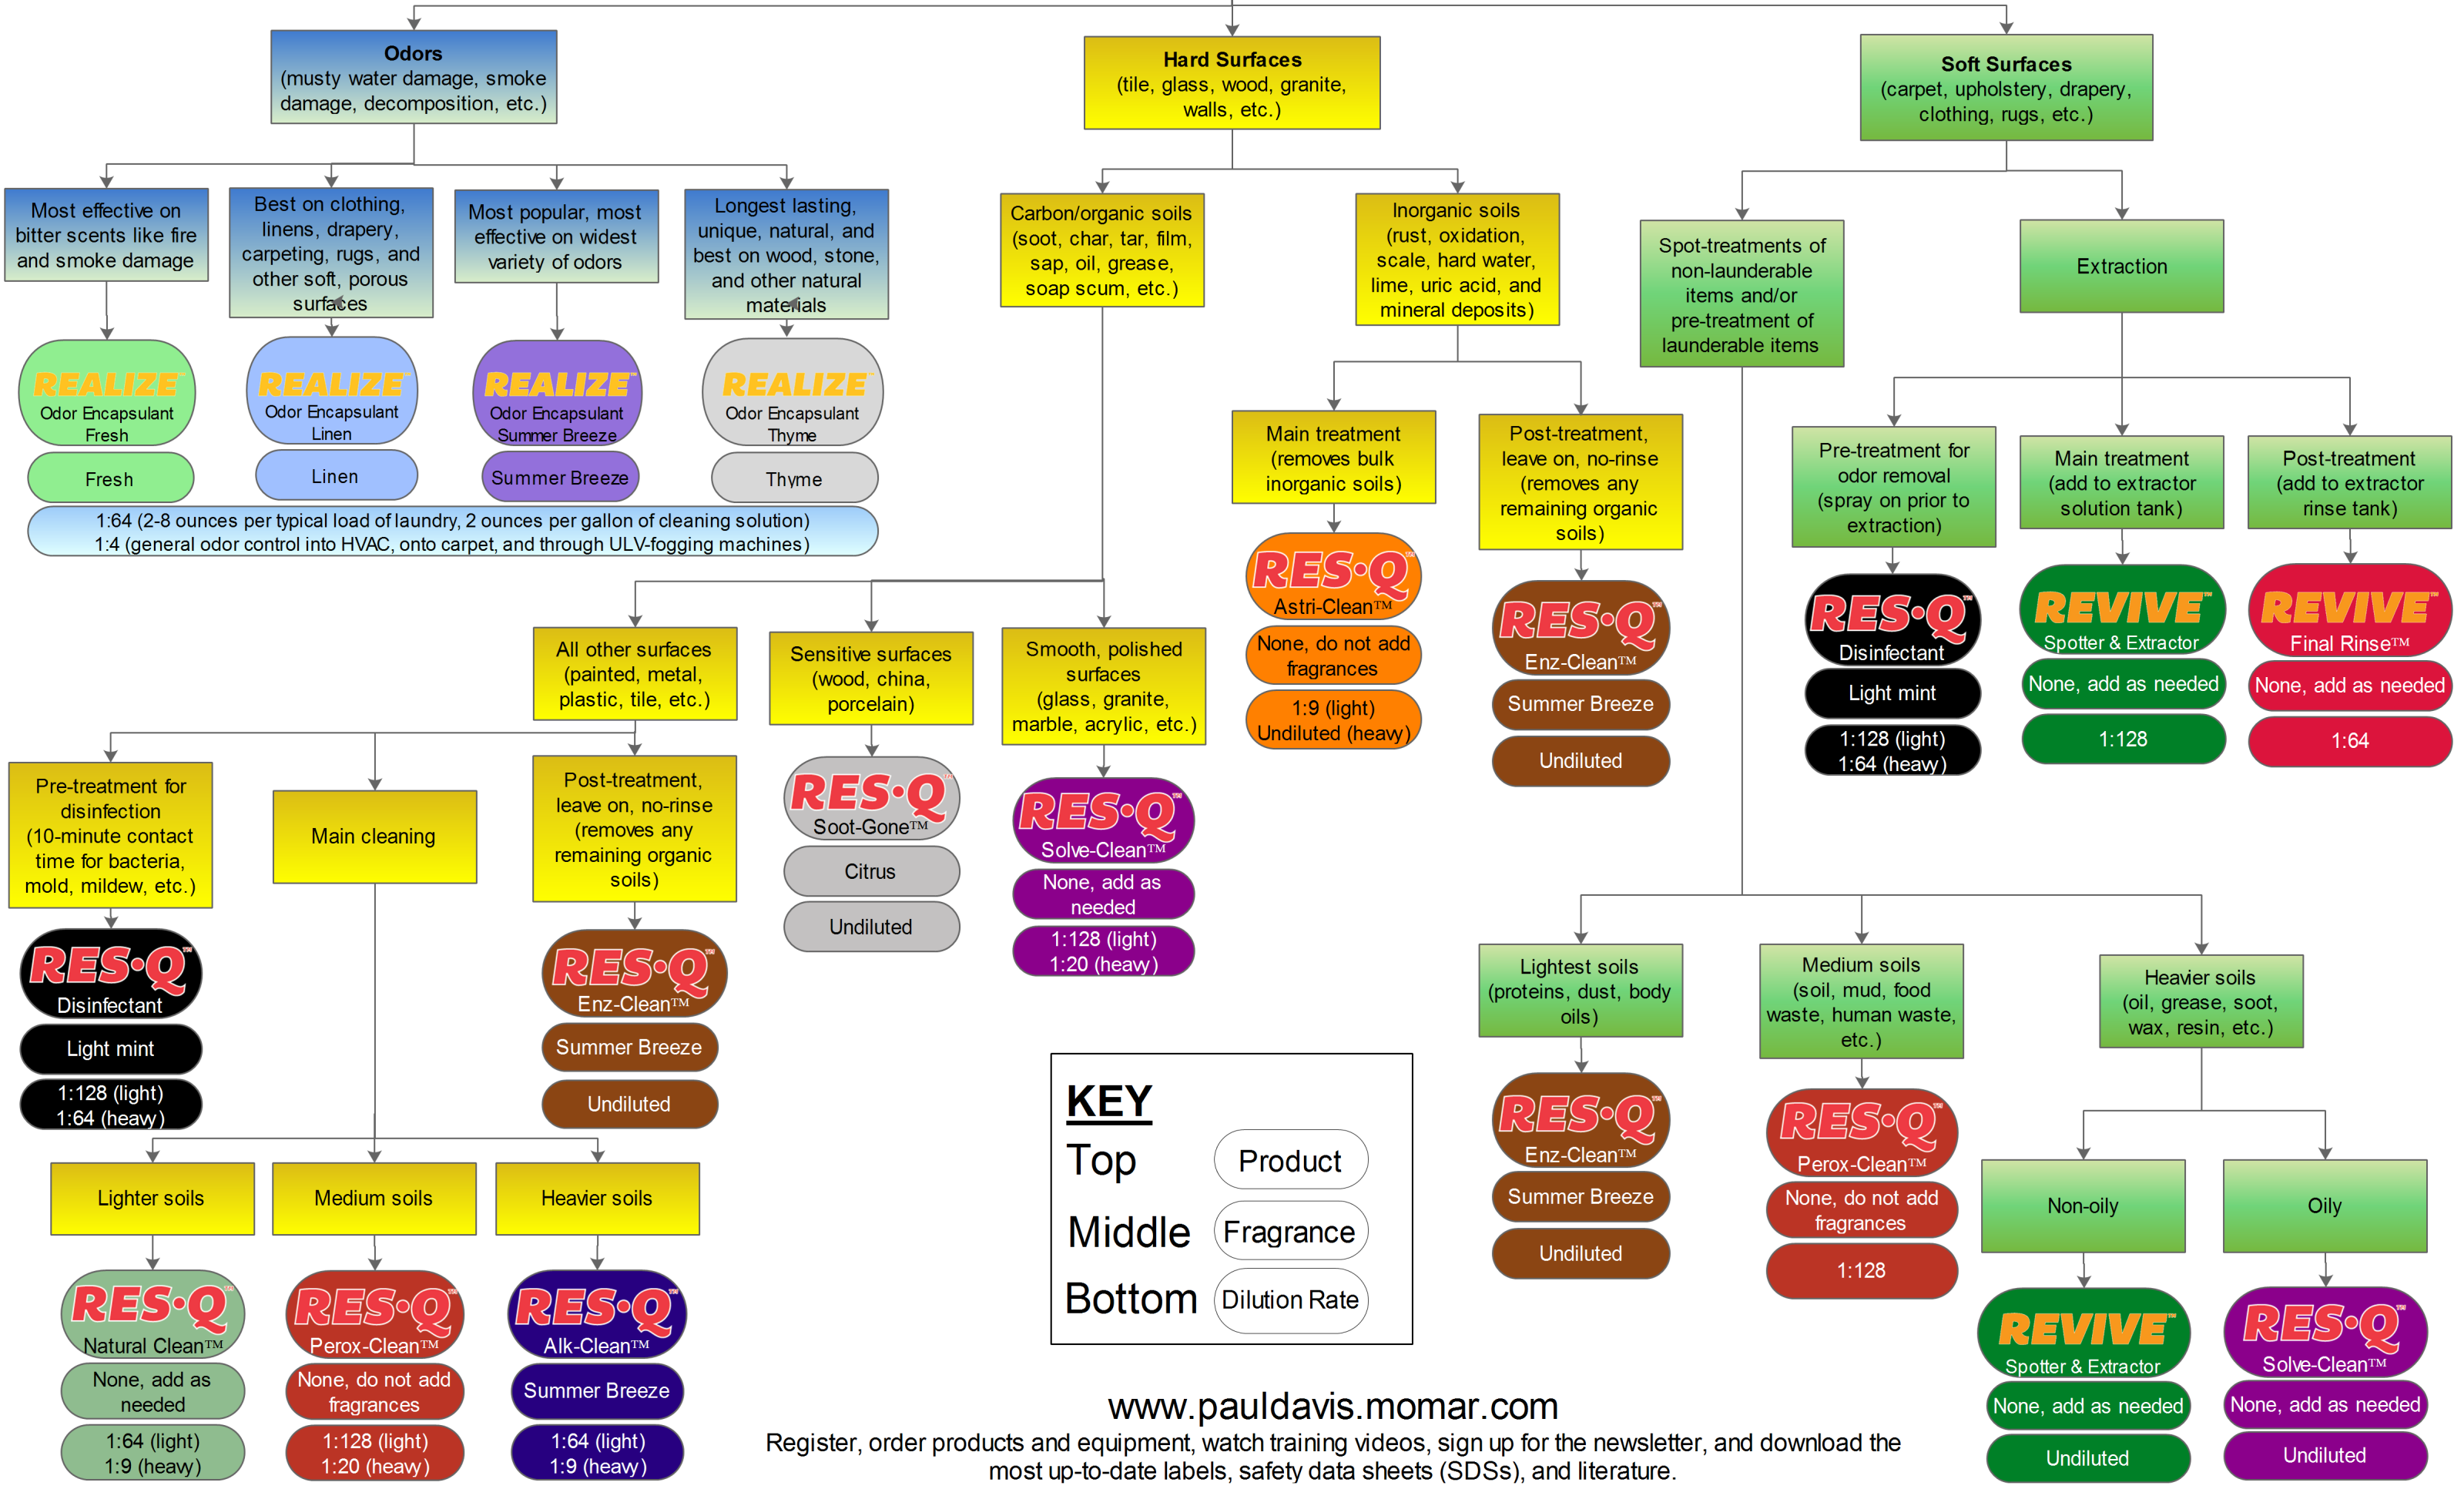 Odors
(musty water damage, smoke
damage, decomposition, etc.)
Hard Surfaces
(tile, glass, wood, granite,
walls, etc.)
Soft Surfaces
(carpet, upholstery, drapery,
clothing, rugs, etc.)
Most effective on
bitter scents like fire
and smoke damage
Best on clothing,
linens, drapery,
carpeting, rugs, and
other soft, porous
surfaces
Most popular, most
effective on widest
variety of odors
Longest lasting,
unique, natural, and
best on wood, stone,
and other natural
materials
REALIZE™
Odor Encapsulant
Fresh
Fresh
REALIZE™
Odor Encapsulant
Linen
Linen
REALIZE™
Odor Encapsulant
Summer Breeze
Summer Breeze
REALIZE™
Odor Encapsulant
Thyme
Thyme
1:64 (2-8 ounces per typical load of laundry, 2 ounces per gallon of cleaning solution)
1:4 (general odor control into HVAC, onto carpet, and through ULV-fogging machines)
Carbon/organic soils
(soot, char, tar, film,
sap, oil, grease,
soap scum, etc.)
Inorganic soils
(rust, oxidation,
scale, hard water,
lime, uric acid, and
mineral deposits)
Main treatment
(removes bulk
inorganic soils)
RES•Q™
Astri-Clean™
None, do not add
fragrances
1:9 (light)
Undiluted (heavy)
Post-treatment,
leave on, no-rinse
(removes any
remaining organic
soils)
RES•Q™
Enz-Clean™
Summer Breeze
Undiluted
Spot-treatments of
non-launderable
items and/or
pre-treatment of
launderable items
Extraction
Pre-treatment for
odor removal
(spray on prior to
extraction)
RES•Q™
Disinfectant
Light mint
1:128 (light)
1:64 (heavy)
Main treatment
(add to extractor
solution tank)
REVIVE™
Spotter & Extractor
None, add as needed
1:128
Post-treatment
(add to extractor
rinse tank)
REVIVE™
Final Rinse™
None, add as needed
1:64
All other surfaces
(painted, metal,
plastic, tile, etc.)
Sensitive surfaces
(wood, china,
porcelain)
RES•Q™
Soot-Gone™
Citrus
Undiluted
Smooth, polished
surfaces
(glass, granite,
marble, acrylic, etc.)
RES•Q™
Solve-Clean™
None, add as
needed
1:128 (light)
1:20 (heavy)
Pre-treatment for
disinfection
(10-minute contact
time for bacteria,
mold, mildew, etc.)
RES•Q™
Disinfectant
Light mint
1:128 (light)
1:64 (heavy)
Main cleaning
Post-treatment,
leave on, no-rinse
(removes any
remaining organic
soils)
RES•Q™
Enz-Clean™
Summer Breeze
Undiluted
Lighter soils
RES•Q™
Natural Clean™
None, add as
needed
1:64 (light)
1:9 (heavy)
Medium soils
RES•Q™
Perox-Clean™
None, do not add
fragrances
1:128 (light)
1:20 (heavy)
Heavier soils
RES•Q™
Alk-Clean™
Summer Breeze
1:64 (light)
1:9 (heavy)
Lightest soils
(proteins, dust, body
oils)
RES•Q™
Enz-Clean™
Summer Breeze
Undiluted
Medium soils
(soil, mud, food
waste, human waste,
etc.)
RES•Q™
Perox-Clean™
None, do not add
fragrances
1:128
Heavier soils
(oil, grease, soot,
wax, resin, etc.)
Non-oily
REVIVE™
Spotter & Extractor
None, add as needed
Undiluted
Oily
RES•Q™
Solve-Clean™
None, add as needed
Undiluted
KEY
Top Product
Middle Fragrance
Bottom Dilution Rate
www.pauldavis.momar.com
Register, order products and equipment, watch training videos, sign up for the newsletter, and download the
most up-to-date labels, safety data sheets (SDSs), and literature.